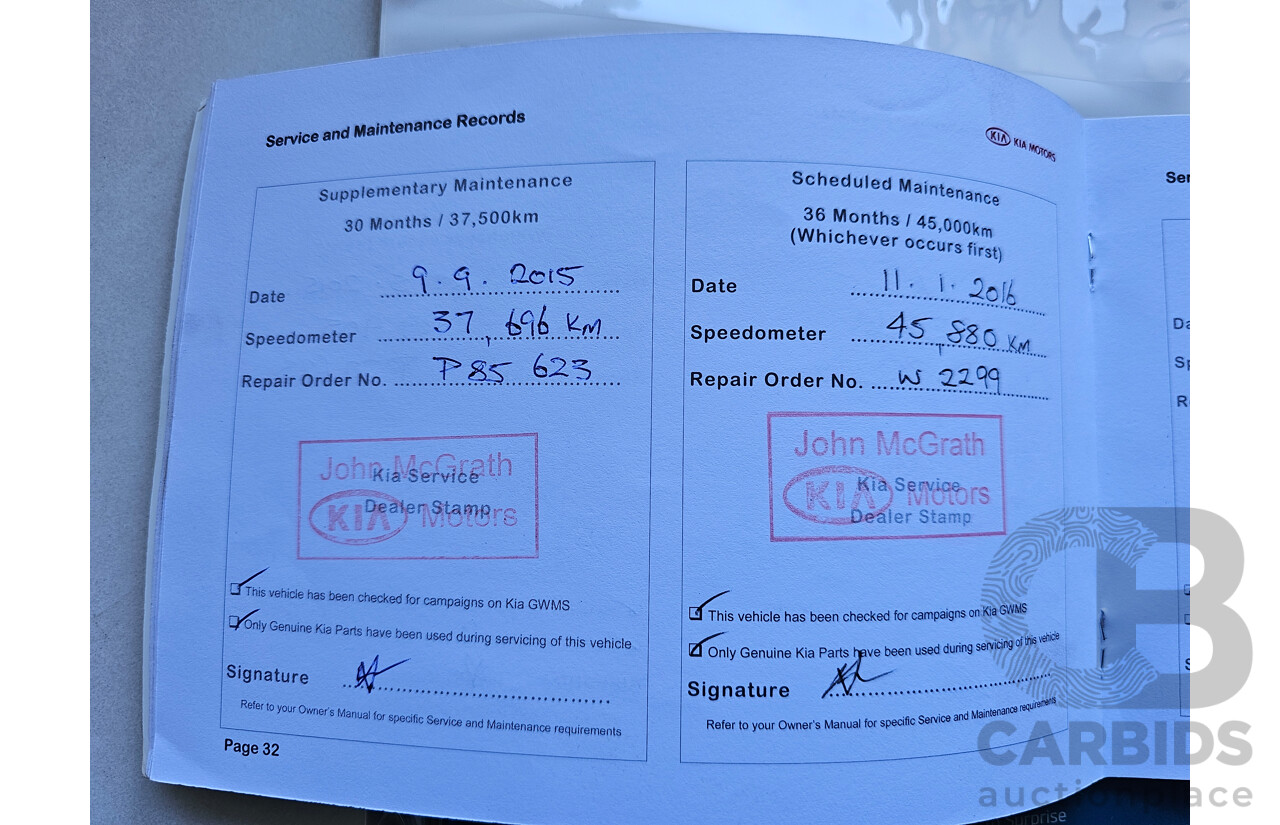 Service and Maintenance Records
KIA KIA MOTORS
Supplementary Maintenance
30 Months / 37,500km
Date 9.9.2015
Speedometer 37,696 KM
Repair Order No. P85 623
John McGrath
Kia Service
Dealer Stamp
KIA Motors
This vehicle has been checked for campaigns on Kia GWMS
Only Genuine Kia Parts have been used during servicing of this vehicle
Signature
Refer to your Owner's Manual for specific Service and Maintenance requirements
Page 32
Scheduled Maintenance
36 Months / 45,000km
(Whichever occurs first)
Date 11.1.2016
Speedometer 45,880 KM
Repair Order No. W 2299
John McGrath
Kia Service
KIA Motors
Dealer Stamp
This vehicle has been checked for campaigns on Kia GWMS
Only Genuine Kia Parts have been used during servicing of this vehicle
Signature
Refer to your Owner's Manual for specific Service and Maintenance requirements
Ser
Da
Sp
R
S
CB
CARBIDS
auctionplace